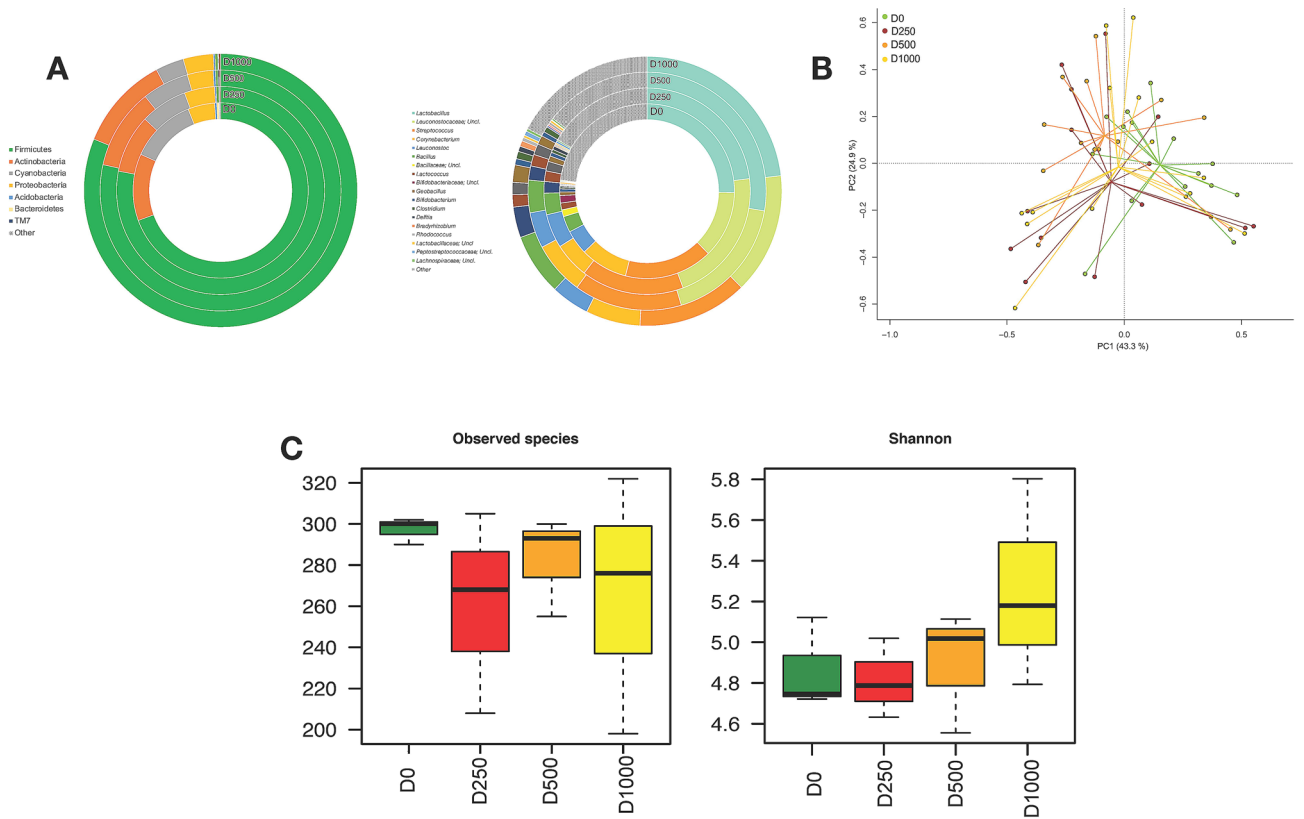 A
Firmicutes
Actinobacteria
Cyanobacteria
Proteobacteria
Acidobacteria
Bacteroidetes
TM7
Other
D1000
D500
D250
D0
Lactobacillus
Leuconostocaceae; Uncl.
Streptococcus
Corynebacterium
Leuconostoc
Bacillus
Bacillaceae; Uncl.
Lactococcus
Bifidobacteriaceae; Uncl.
Geobacillus
Bifidobacterium
Clostridium
Delftia
Bradyrhizobium
Rhodococcus
Lactobacillaceae; Uncl
Peptostreptococcaceae; Uncl.
Lachnospiraceae; Uncl.
Other
D1000
D500
D250
D0
B
D0
D250
D500
D1000
PC2 (24.9 %)
0.6
0.4
0.2
0.0
−0.2
−0.4
−0.6
−1.0 −0.5 0.0 0.5
PC1 (43.3 %)
C
Observed species
320
300
280
260
240
220
200
D0 D250 D500 D1000
Shannon
5.8
5.6
5.4
5.2
5.0
4.8
4.6
D0 D250 D500 D1000